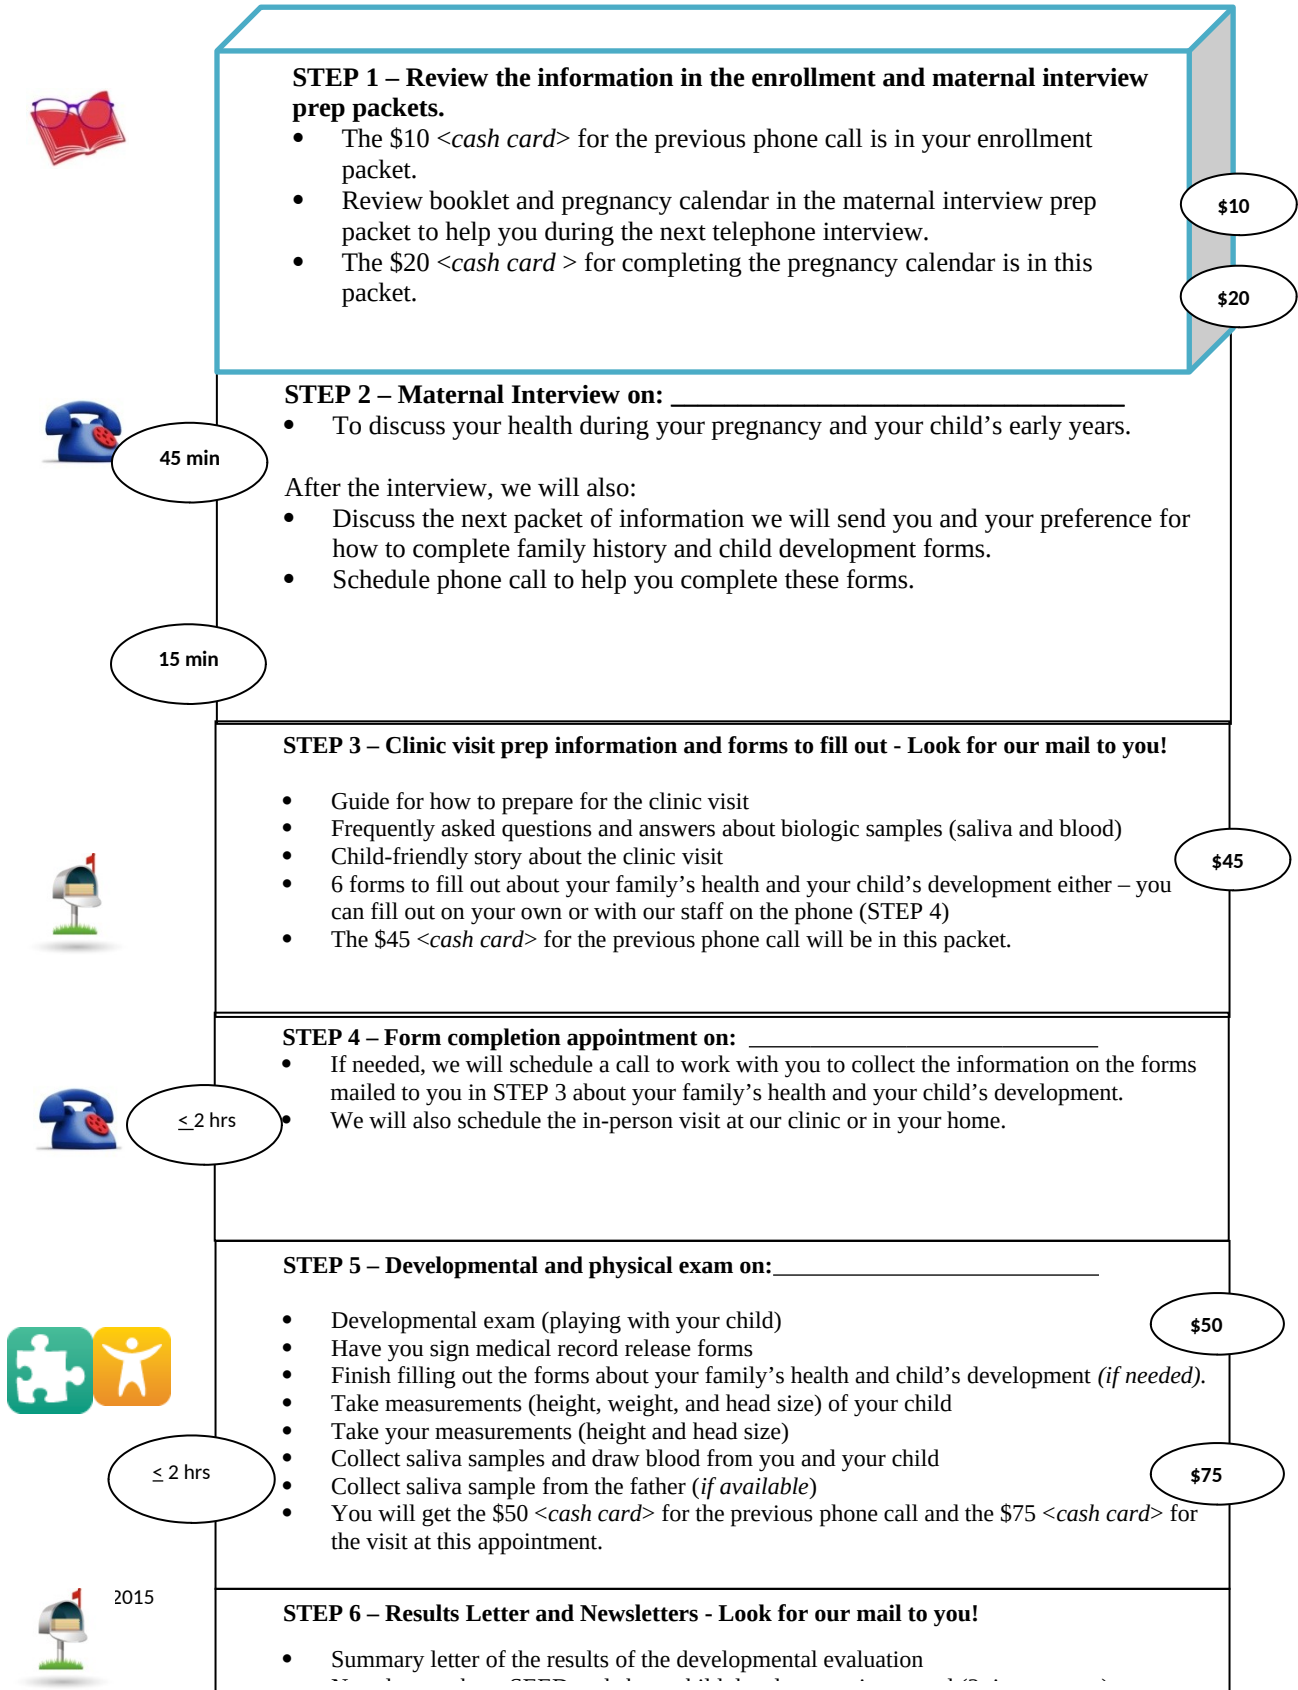 STEP 1 – Review the information in the enrollment and maternal interview
prep packets.
• The $10 <cash card> for the previous phone call is in your enrollment
packet.
• Review booklet and pregnancy calendar in the maternal interview prep
packet to help you during the next telephone interview.
• The $20 <cash card > for completing the pregnancy calendar is in this
packet.
$10
$20
STEP 2 – Maternal Interview on: ______________________________
• To discuss your health during your pregnancy and your child’s early years.
45 min
After the interview, we will also:
• Discuss the next packet of information we will send you and your preference for
how to complete family history and child development forms.
• Schedule phone call to help you complete these forms.
15 min
STEP 3 – Clinic visit prep information and forms to fill out - Look for our mail to you!
• Guide for how to prepare for the clinic visit
• Frequently asked questions and answers about biologic samples (saliva and blood)
• Child-friendly story about the clinic visit
• 6 forms to fill out about your family’s health and your child’s development either – you
can fill out on your own or with our staff on the phone (STEP 4)
• The $45 <cash card> for the previous phone call will be in this packet.
$45
STEP 4 – Form completion appointment on: ____________________________
• If needed, we will schedule a call to work with you to collect the information on the forms
mailed to you in STEP 3 about your family’s health and your child’s development.
• We will also schedule the in-person visit at our clinic or in your home.
< 2 hrs
STEP 5 – Developmental and physical exam on:__________________________
• Developmental exam (playing with your child)
• Have you sign medical record release forms
• Finish filling out the forms about your family’s health and child’s development (if needed).
• Take measurements (height, weight, and head size) of your child
• Take your measurements (height and head size)
• Collect saliva samples and draw blood from you and your child
• Collect saliva sample from the father (if available)
• You will get the $50 <cash card> for the previous phone call and the $75 <cash card> for
the visit at this appointment.
$50
$75
< 2 hrs
2015
STEP 6 – Results Letter and Newsletters - Look for our mail to you!
• Summary letter of the results of the developmental evaluation